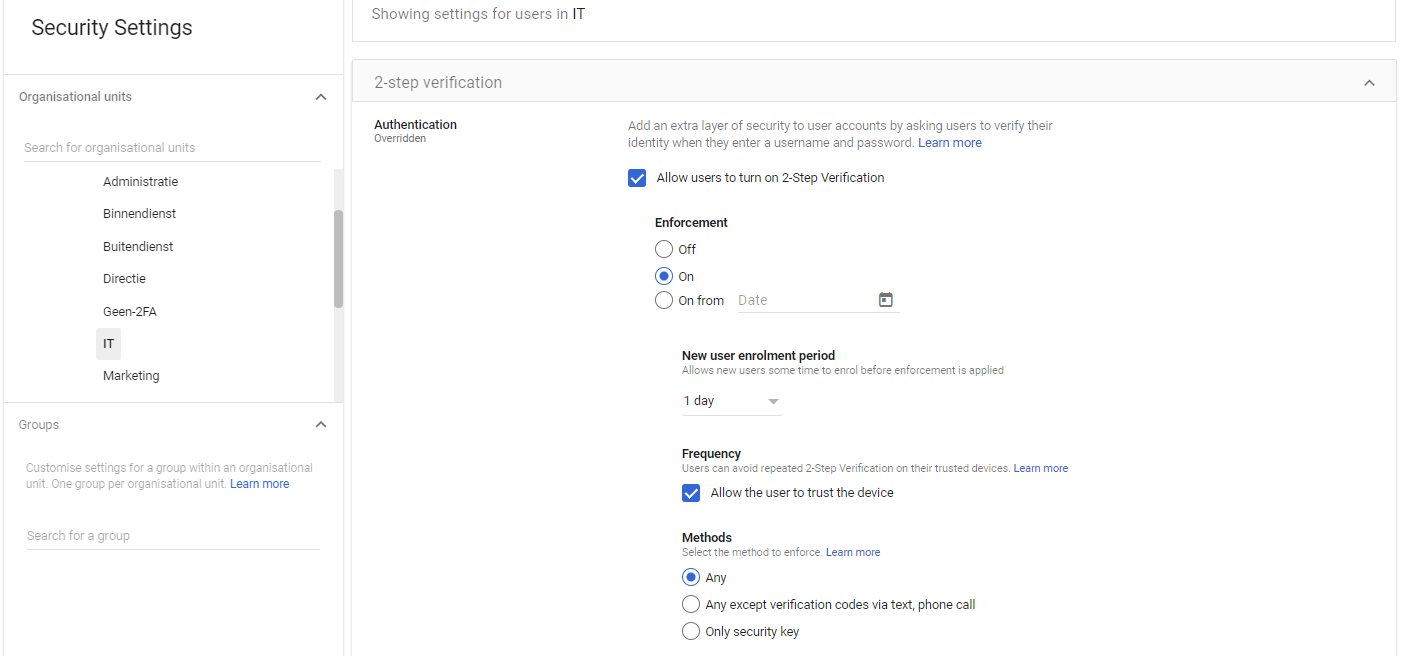 Security Settings
Organisational units
Search for organisational units
Administratie
Binnendienst
Buitendienst
Directie
Geen-2FA
IT
Marketing
Groups
Customise settings for a group within an organisational
unit. One group per organisational unit. Learn more
Search for a group
Showing settings for users in IT
2-step verification
Authentication
Overridden
Add an extra layer of security to user accounts by asking users to verify their
identity when they enter a username and password. Learn more
Allow users to turn on 2-Step Verification
Enforcement
Off
On
On from Date
New user enrolment period
Allows new users some time to enrol before enforcement is applied
1 day
Frequency
Users can avoid repeated 2-Step Verification on their trusted devices. Learn more
Allow the user to trust the device
Methods
Select the method to enforce. Learn more
Any
Any except verification codes via text, phone call
Only security key